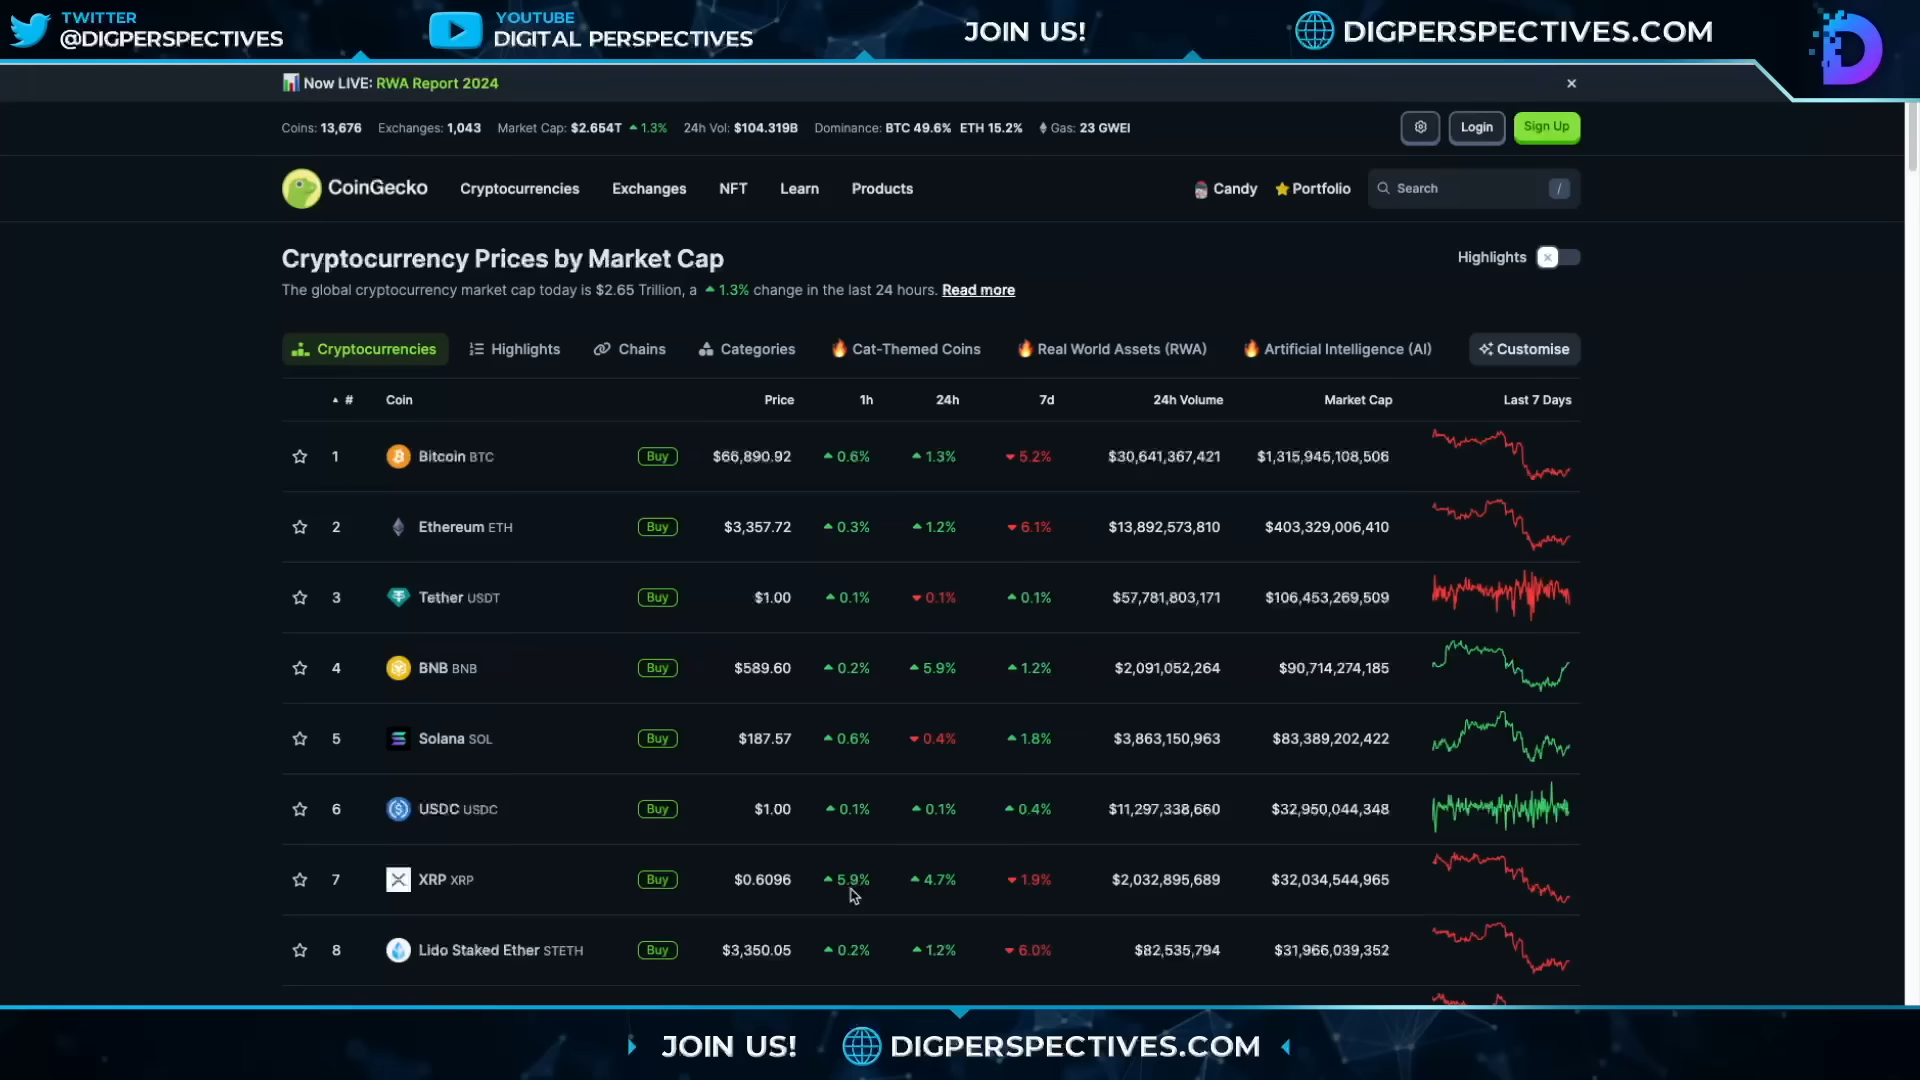 TWITTER
@DIGPERSPECTIVES
YOUTUBE
DIGITAL PERSPECTIVES
JOIN US!
DIGPERSPECTIVES.COM
Now LIVE: RWA Report 2024
Coins: 13,676 Exchanges: 1,043 Market Cap: $2.654T 1.3% 24h Vol: $104.319B Dominance: BTC 49.6% ETH 15.2% Gas: 23 GWEI
Login
Sign Up
CoinGecko Cryptocurrencies Exchanges NFT Learn Products Candy Portfolio Search /
Cryptocurrency Prices by Market Cap
Highlights
The global cryptocurrency market cap today is $2.65 Trillion, a 1.3% change in the last 24 hours. Read more
Cryptocurrencies Highlights Chains Categories Cat-Themed Coins Real World Assets (RWA) Artificial Intelligence (AI) Customise
# Coin Price 1h 24h 7d 24h Volume Market Cap Last 7 Days
1 Bitcoin BTC Buy $66,890.92 0.6% 1.3% 5.2% $30,641,367,421 $1,315,945,108,506
2 Ethereum ETH Buy $3,357.72 0.3% 1.2% 6.1% $13,892,573,810 $403,329,006,410
3 Tether USDT Buy $1.00 0.1% 0.1% 0.1% $57,781,803,171 $106,453,269,509
4 BNB BNB Buy $589.60 0.2% 5.9% 1.2% $2,091,052,264 $90,714,274,185
5 Solana SOL Buy $187.57 0.6% 0.4% 1.8% $3,863,150,963 $83,389,202,422
6 USDC USDC Buy $1.00 0.1% 0.1% 0.4% $11,297,338,660 $32,950,044,348
7 XRP XRP Buy $0.6096 5.9% 4.7% 1.9% $2,032,895,689 $32,034,544,965
8 Lido Staked Ether STETH Buy $3,350.05 0.2% 1.2% 6.0% $82,535,794 $31,966,039,352
JOIN US! DIGPERSPECTIVES.COM